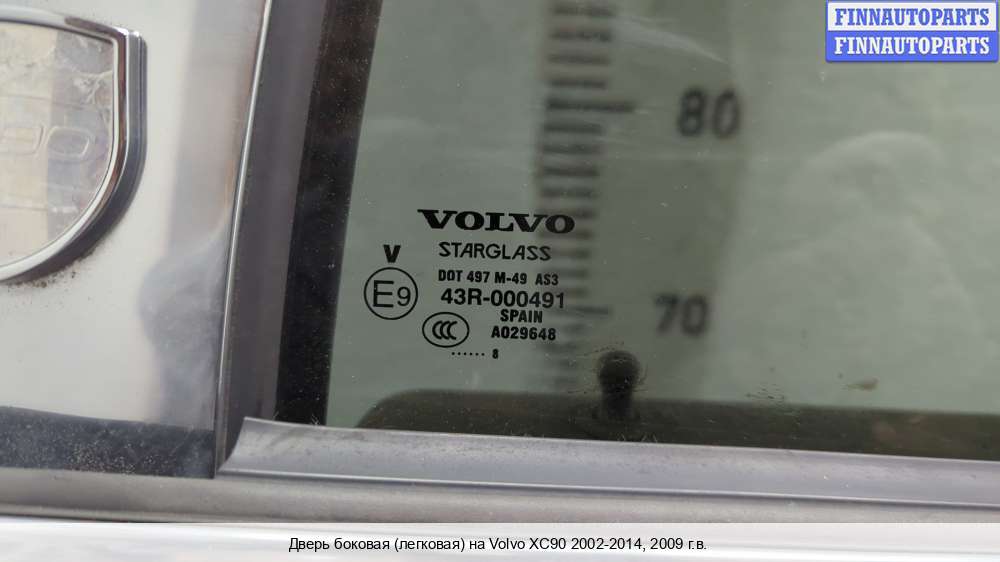 FINNAUTOPARTS
FINNAUTOPARTS
80
VOLVO
STARGLASS
V
DOT 497 M-49 AS3
E9
43R-000491
70
SPAIN
CCC
A029648
...... 8
Дверь боковая (легковая) на Volvo XC90 2002-2014, 2009 г.в.